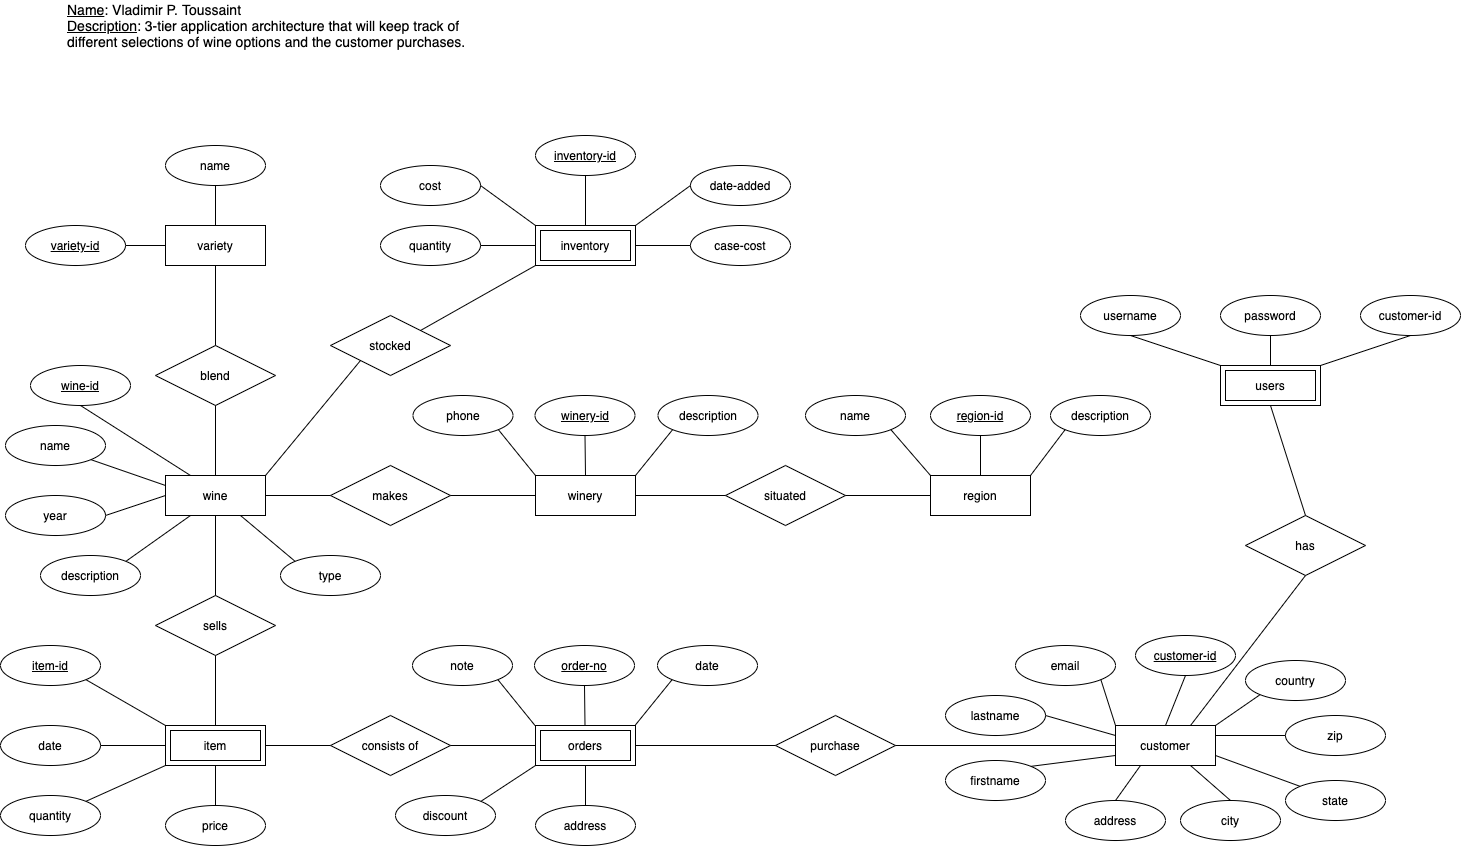 Name: Vladimir P. Toussaint
Description: 3-tier application architecture that will keep track of
different selections of wine options and the customer purchases.
name
inventory-id
cost
date-added
variety-id
variety
quantity
inventory
case-cost
username
password
customer-id
stocked
blend
wine-id
users
phone
winery-id
description
name
region-id
description
name
wine
makes
winery
situated
region
year
has
description
type
sells
item-id
note
order-no
date
email
customer-id
country
lastname
date
item
consists of
orders
purchase
customer
zip
firstname
quantity
price
discount
address
address
city
state